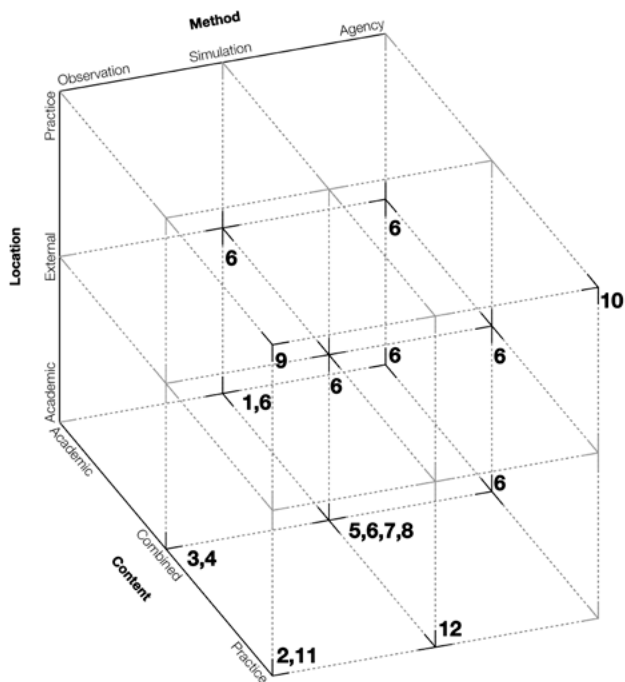 Method
Agency
Simulation
Observation
Practice
Location
External
Academic
Academic
Combined
Content
Practice
6
6
10
9
6
6
6
1,6
6
5,6,7,8
3,4
12
2,11